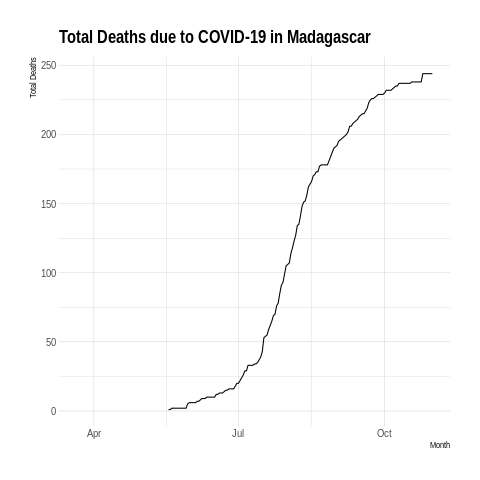 Total Deaths due to COVID-19 in Madagascar
Total Deaths
250
200
150
100
50
0
Apr
Jul
Oct
Month